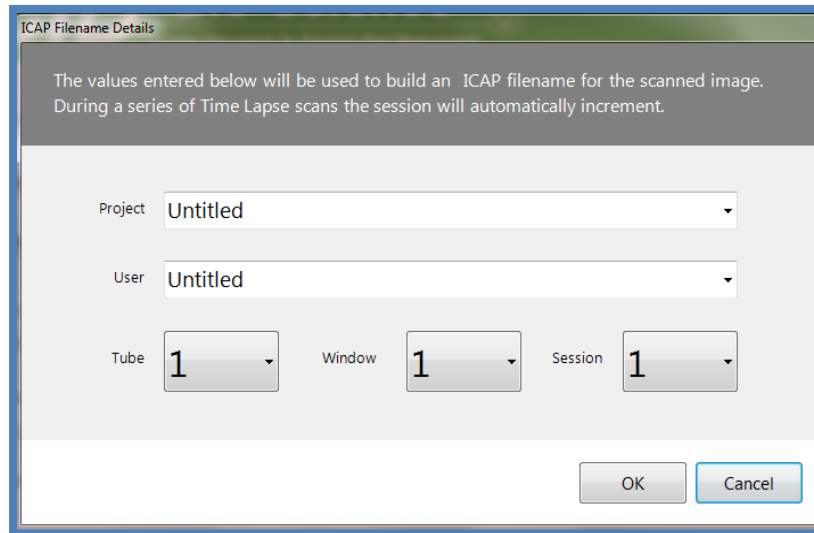 ICAP Filename Details
The values entered below will be used to build an ICAP filename for the scanned image.
During a series of Time Lapse scans the session will automatically increment.
Project Untitled
User Untitled
Tube 1 Window 1 Session 1
OK Cancel